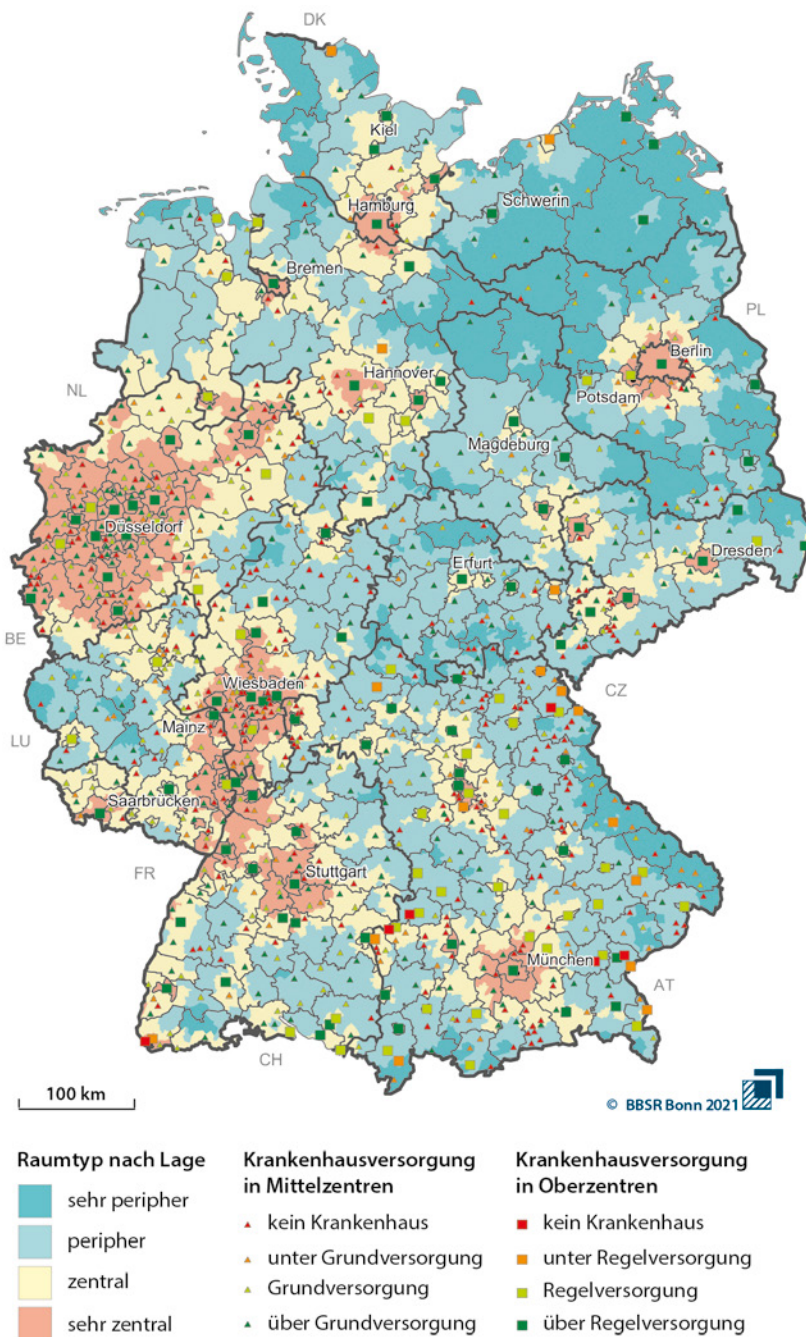 DK
Kiel
Schwerin
Hamburg
Bremen
PL
Berlin
Hannover
NL
Potsdam
Magdeburg
Düsseldorf
Erfurt
Dresden
BE
Wiesbaden
CZ
Mainz
LU
Saarbrücken
FR
Stuttgart
München
AT
CH
100 km
© BBSR Bonn 2021
Raumtyp nach Lage
sehr peripher
peripher
zentral
sehr zentral
Krankenhausversorgung
in Mittelzentren
kein Krankenhaus
unter Grundversorgung
Grundversorgung
über Grundversorgung
Krankenhausversorgung
in Oberzentren
kein Krankenhaus
unter Regelversorgung
Regelversorgung
über Regelversorgung